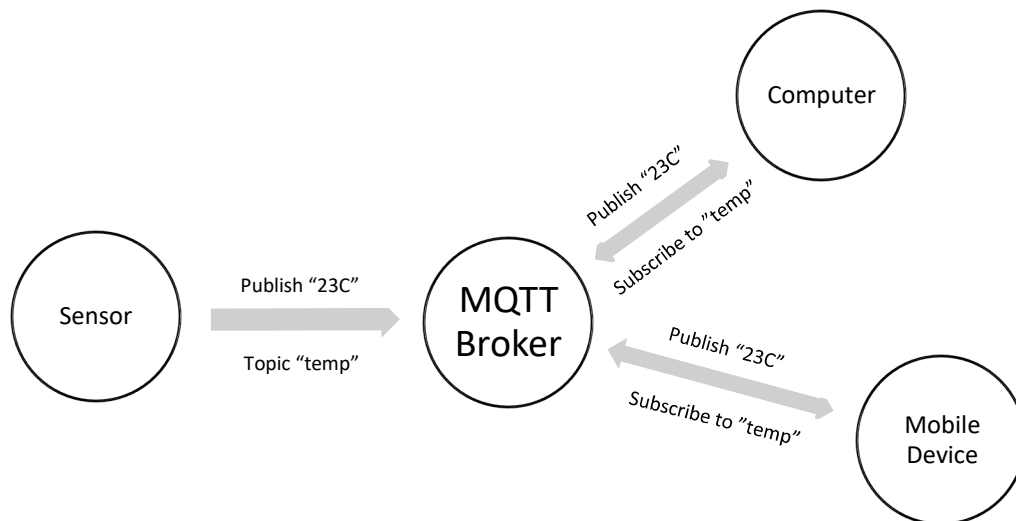 Computer
Publish “23C”
Subscribe to ”temp”
Sensor
Publish “23C”
Topic “temp”
MQTT
Broker
Publish “23C”
Subscribe to ”temp”
Mobile
Device